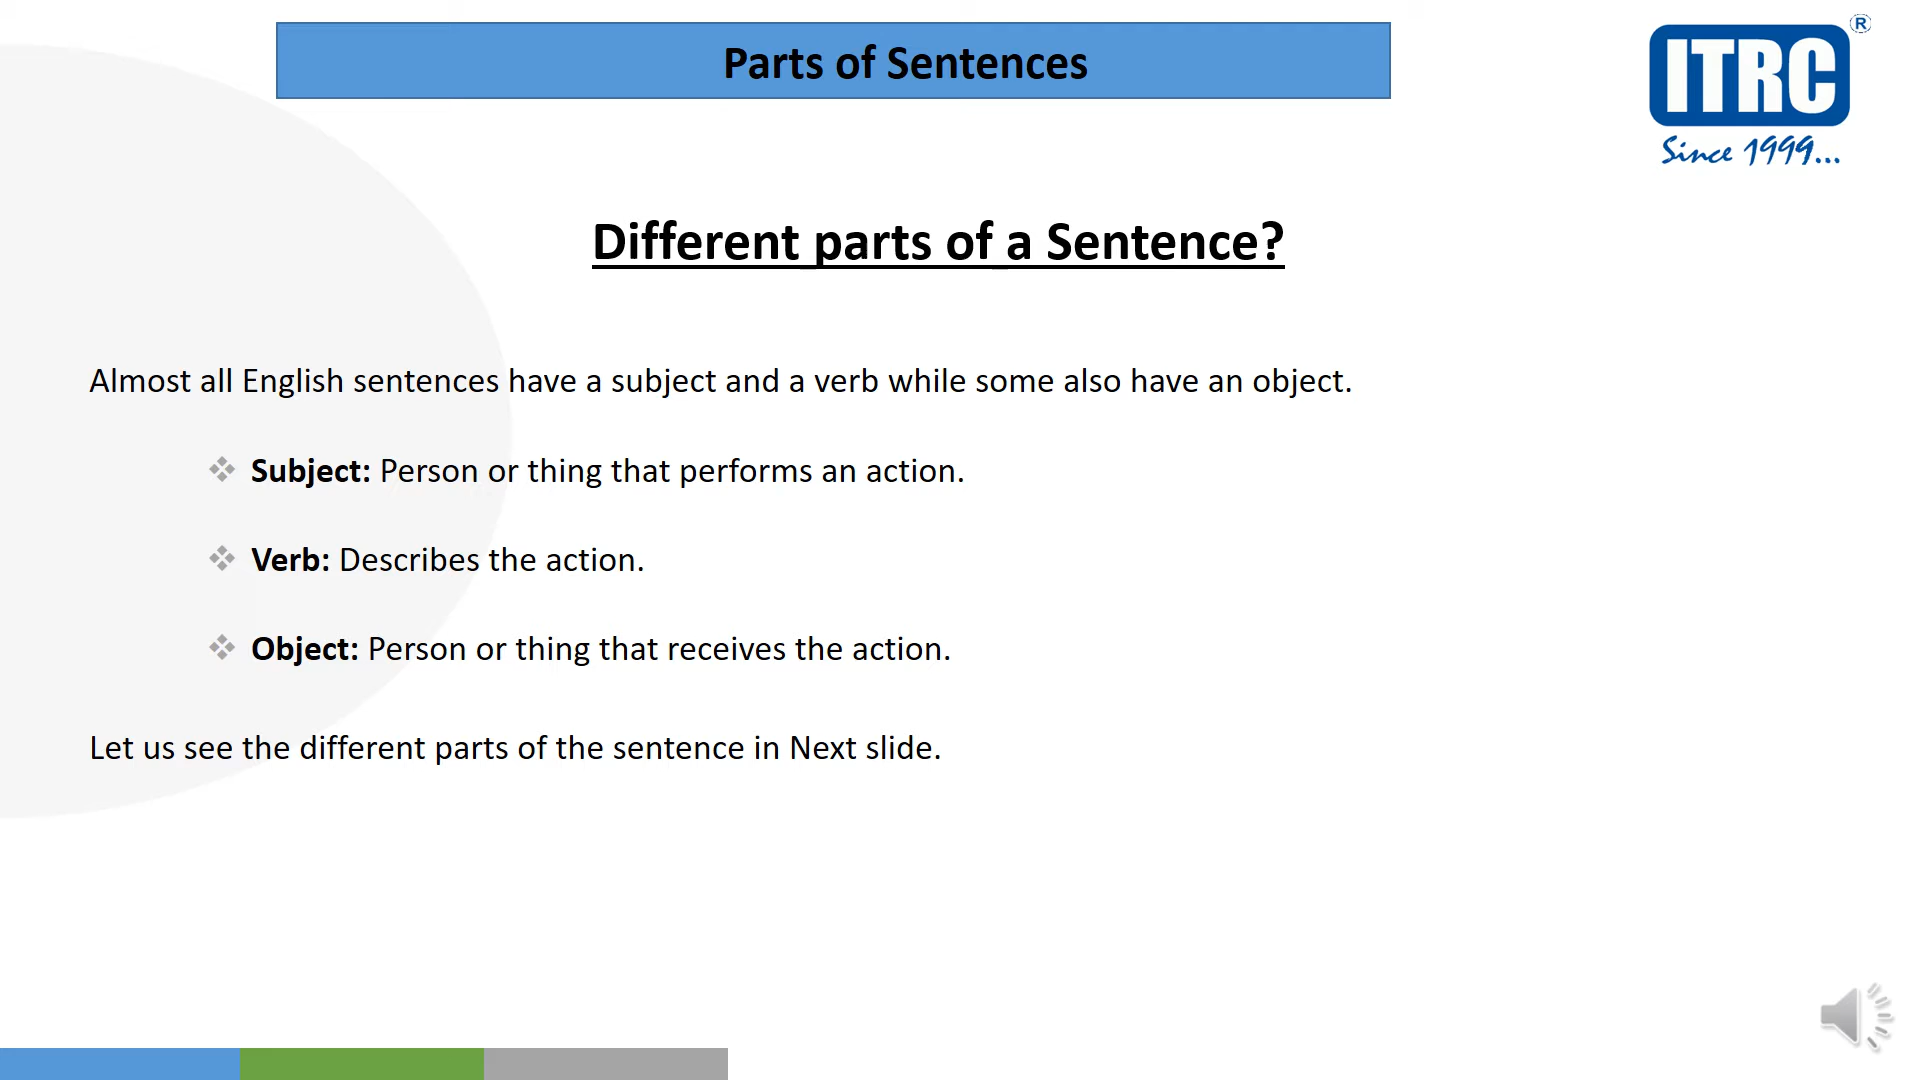 Parts of Sentences
ITRC
®
Since 1999...
Different parts of a Sentence?
Almost all English sentences have a subject and a verb while some also have an object.
Subject: Person or thing that performs an action.
Verb: Describes the action.
Object: Person or thing that receives the action.
Let us see the different parts of the sentence in Next slide.